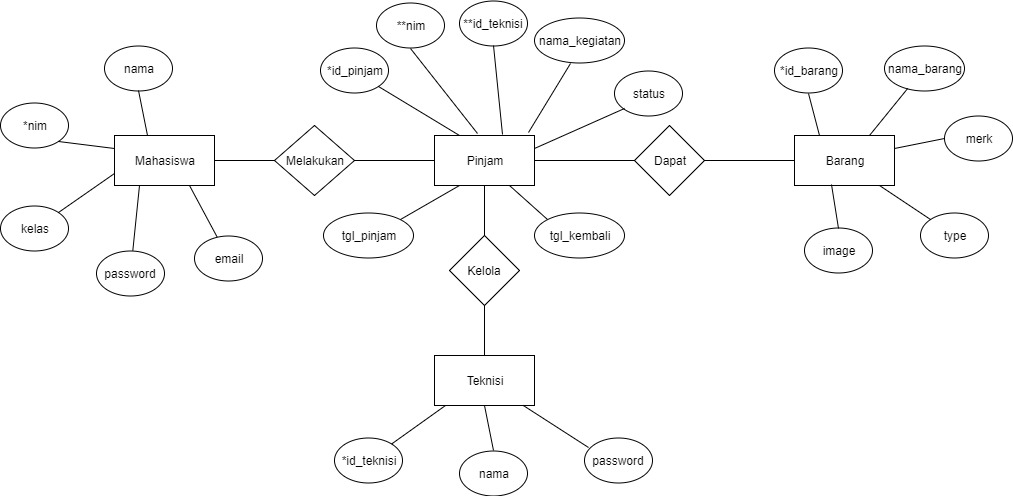 **nim
**id_teknisi
nama_kegiatan
nama
*id_pinjam
*id_barang
nama_barang
status
*nim
merk
Mahasiswa
Melakukan
Pinjam
Dapat
Barang
kelas
tgl_pinjam
tgl_kembali
type
image
email
password
Kelola
Teknisi
*id_teknisi
nama
password